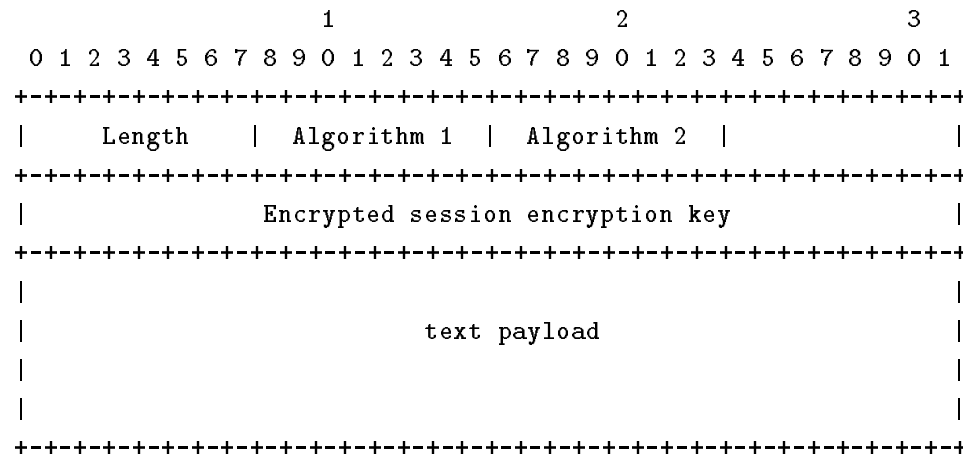 1                   2                   3
 0 1 2 3 4 5 6 7 8 9 0 1 2 3 4 5 6 7 8 9 0 1 2 3 4 5 6 7 8 9 0 1
+-+-+-+-+-+-+-+-+-+-+-+-+-+-+-+-+-+-+-+-+-+-+-+-+-+-+-+-+-+-+-+-+
|     Length    |  Algorithm 1  |  Algorithm 2  |               |
+-+-+-+-+-+-+-+-+-+-+-+-+-+-+-+-+-+-+-+-+-+-+-+-+-+-+-+-+-+-+-+-+
|                Encrypted session encryption key               |
+-+-+-+-+-+-+-+-+-+-+-+-+-+-+-+-+-+-+-+-+-+-+-+-+-+-+-+-+-+-+-+-+
|                                                               |
|                           text payload                        |
|                                                               |
|                                                               |
+-+-+-+-+-+-+-+-+-+-+-+-+-+-+-+-+-+-+-+-+-+-+-+-+-+-+-+-+-+-+-+-+